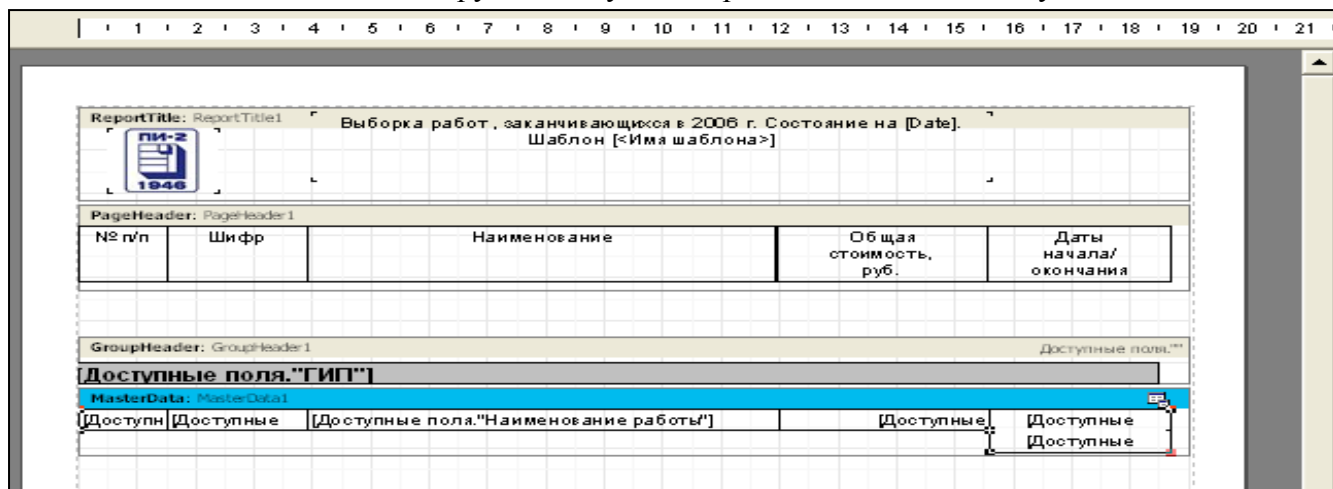 1 2 3 4 5 6 7 8 9 10 11 12 13 14 15 16 17 18 19 20 21
ReportTitle: ReportTitle1
Выборка работ, заканчивающихся в 2006 г. Состояние на [Date].
Шаблон [<Имя шаблона>]
ПИ-2
1946
PageHeader: PageHeader1
№ п/п Шифр Наименование Общая стоимость, руб. Даты начала/ окончания
GroupHeader: GroupHeader1 Доступные поля.""
[Доступные поля."ГИП"]
MasterData: MasterData1
[Доступн [Доступные [Доступные поля."Наименование работы"] [Доступные [Доступные
[Доступные